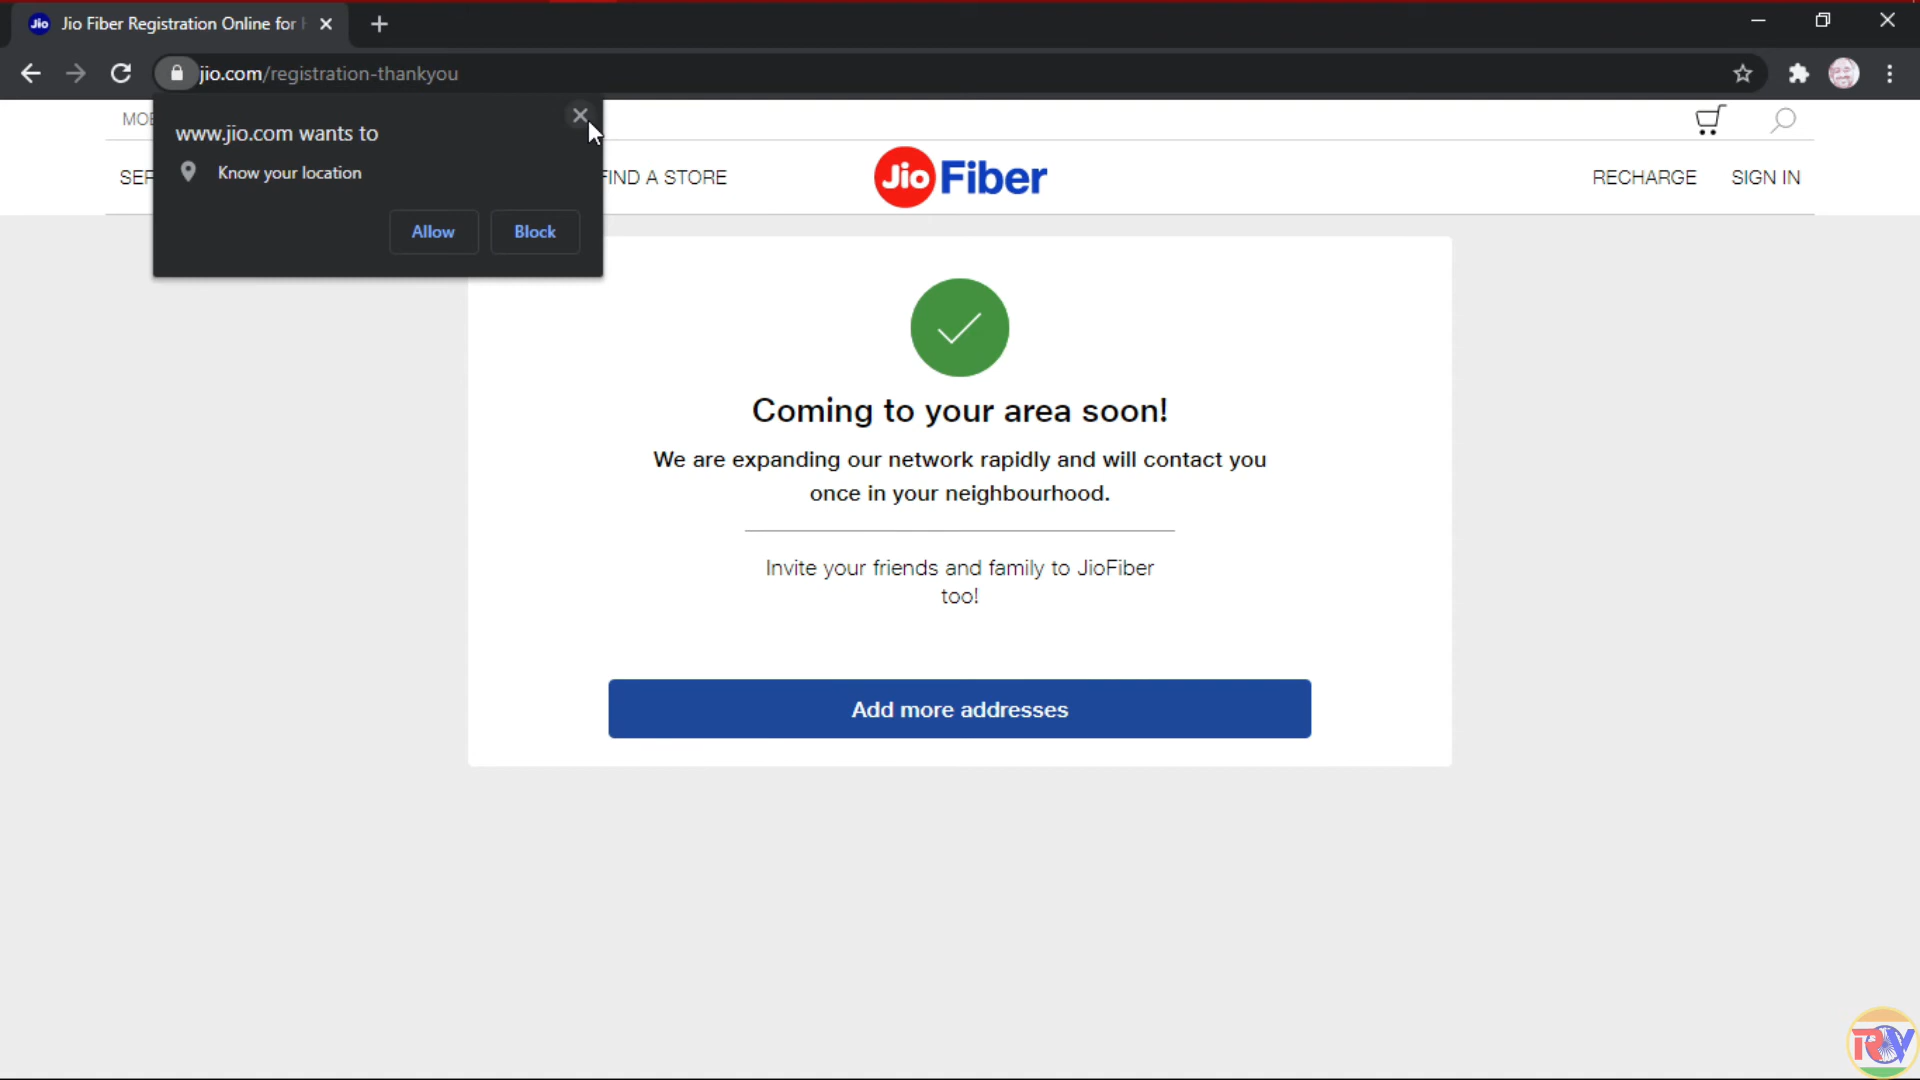 Jio Jio Fiber Registration Online for
jio.com/registration-thankyou
www.jio.com wants to
Know your location
Allow Block
FIND A STORE
Jio Fiber
RECHARGE SIGN IN
Coming to your area soon!
We are expanding our network rapidly and will contact you
once in your neighbourhood.
Invite your friends and family to JioFiber
too!
Add more addresses
RV